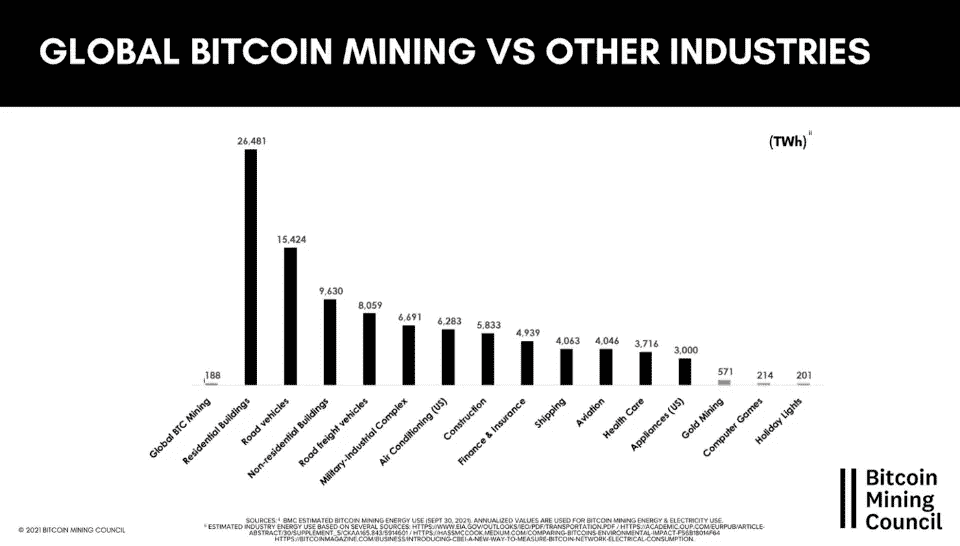 GLOBAL BITCOIN MINING VS OTHER INDUSTRIES
(TWh) ii
26,481
15,424
9,630
8,059
6,691
6,283
5,833
4,939
4,063
4,046
3,716
3,000
571
214
201
188
Global BTC Mining
Residential Buildings
Road vehicles
Non-residential Buildings
Road freight vehicles
Military-Industrial Complex
Air Conditioning (US)
Construction
Finance & Insurance
Shipping
Aviation
Health Care
Appliances (US)
Gold Mining
Computer Games
Holiday Lights
Bitcoin
Mining
Council
© 2021 BITCOIN MINING COUNCIL
SOURCES: BMC ESTIMATED BITCOIN MINING ENERGY USE (SEPT 30, 2021). ANNUALIZED VALUES ARE USED FOR BITCOIN MINING ENERGY & ELECTRICITY USE.
ii ESTIMATED INDUSTRY ENERGY USE BASED ON SEVERAL SOURCES: HTTPS://WWW.EIA.GOV/OUTLOOKS/IEO/PDF/TRANSPORTATION.PDF / HTTPS://ACADEMIC.OUP.COM/EURPUB/ARTICLE-
ABSTRACT/30/SUPPLEMENT_5/CKAA165.843/5914601 / HTTPS://HASSMCCOOK.MEDIUM.COM/COMPARING-BITCOINS-ENVIRONMENTAL-IMPACT-F56B18014F64
HTTPS://BITCOINMAGAZINE.COM/BUSINESS/INTRODUCING-CBEI-A-NEW-WAY-TO-MEASURE-BITCOIN-NETWORK-ELECTRICAL-CONSUMPTION.